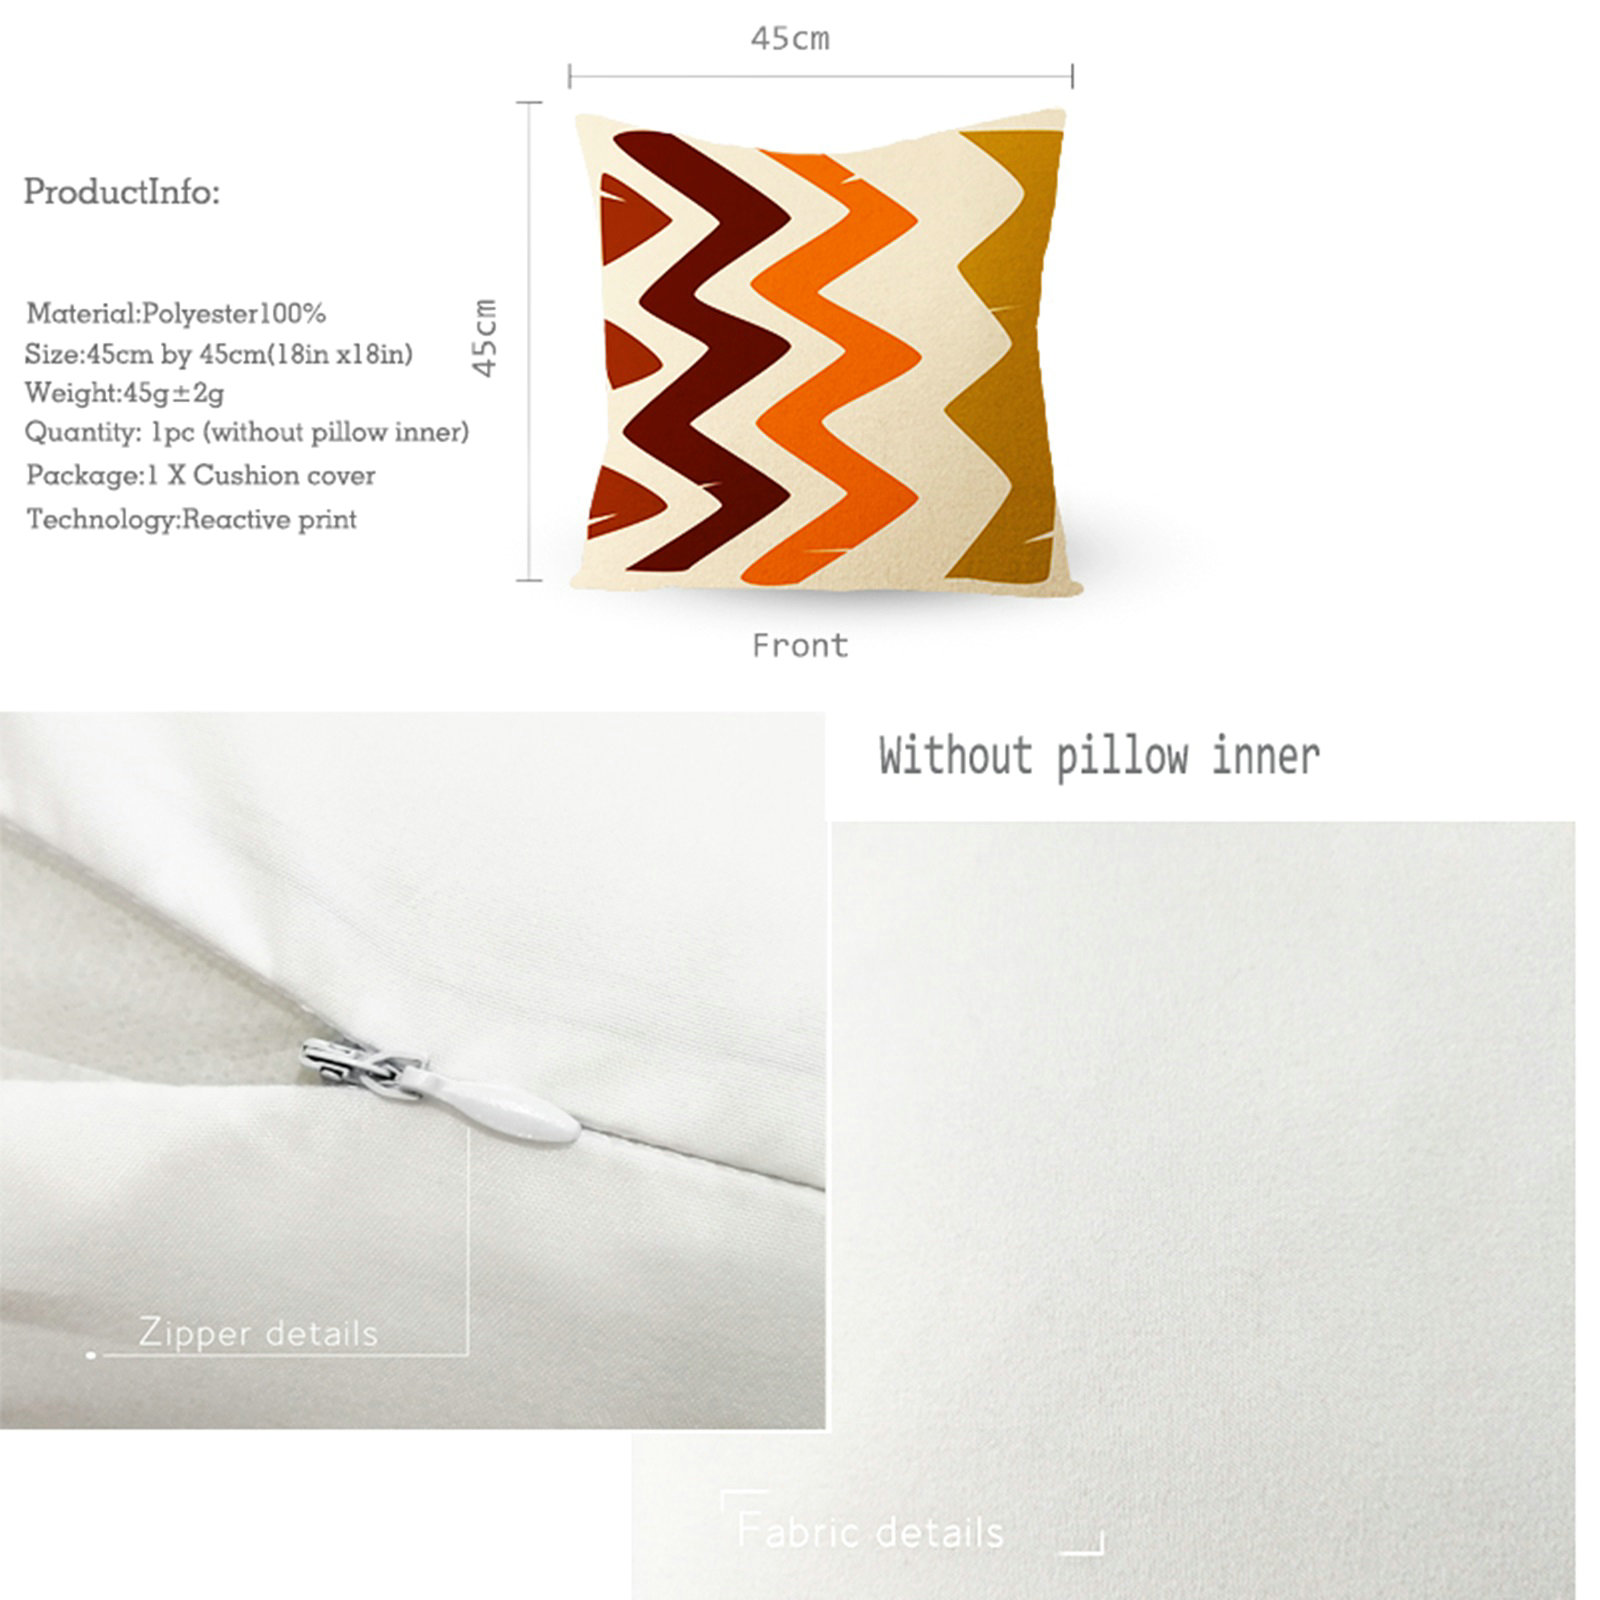 45cm
ProductInfo:
45cm
Material:Polyester100%
Size:45cm by 45cm(18in x18in)
Weight:45g±2g
Quantity: 1pc (without pillow inner)
Package:1 X Cushion cover
Technology:Reactive print
Front
Without pillow inner
Zipper details
Fabric details